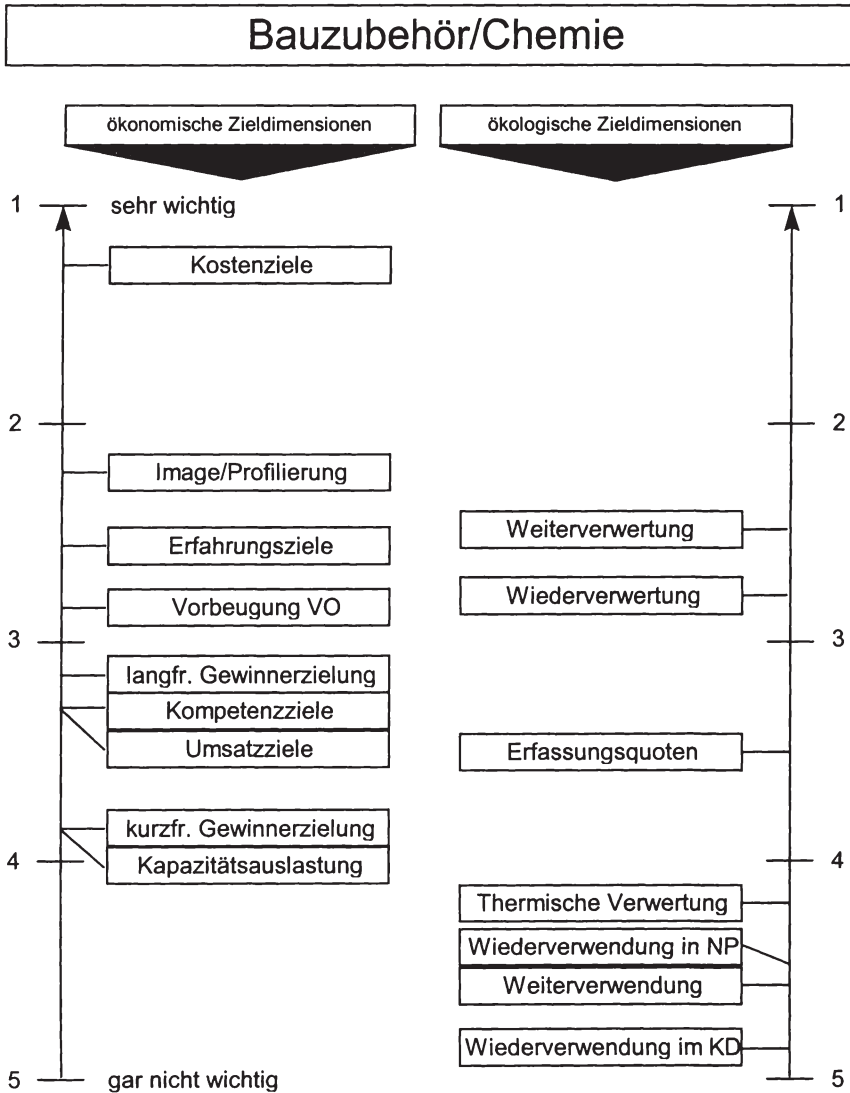 Bauzubehör/Chemie
ökonomische Zieldimensionen
ökologische Zieldimensionen
1 sehr wichtig
Kostenziele
2
Image/Profilierung
Erfahrungsziele
Vorbeugung VO
3
langfr. Gewinnerzielung
Kompetenzziele
Umsatzziele
kurzfr. Gewinnerzielung
4
Kapazitätsauslastung
5 gar nicht wichtig
1
2
Weiterverwertung
Wiederverwertung
3
Erfassungsquoten
4
Thermische Verwertung
Wiederverwendung in NP
Weiterverwendung
Wiederverwendung im KD
5